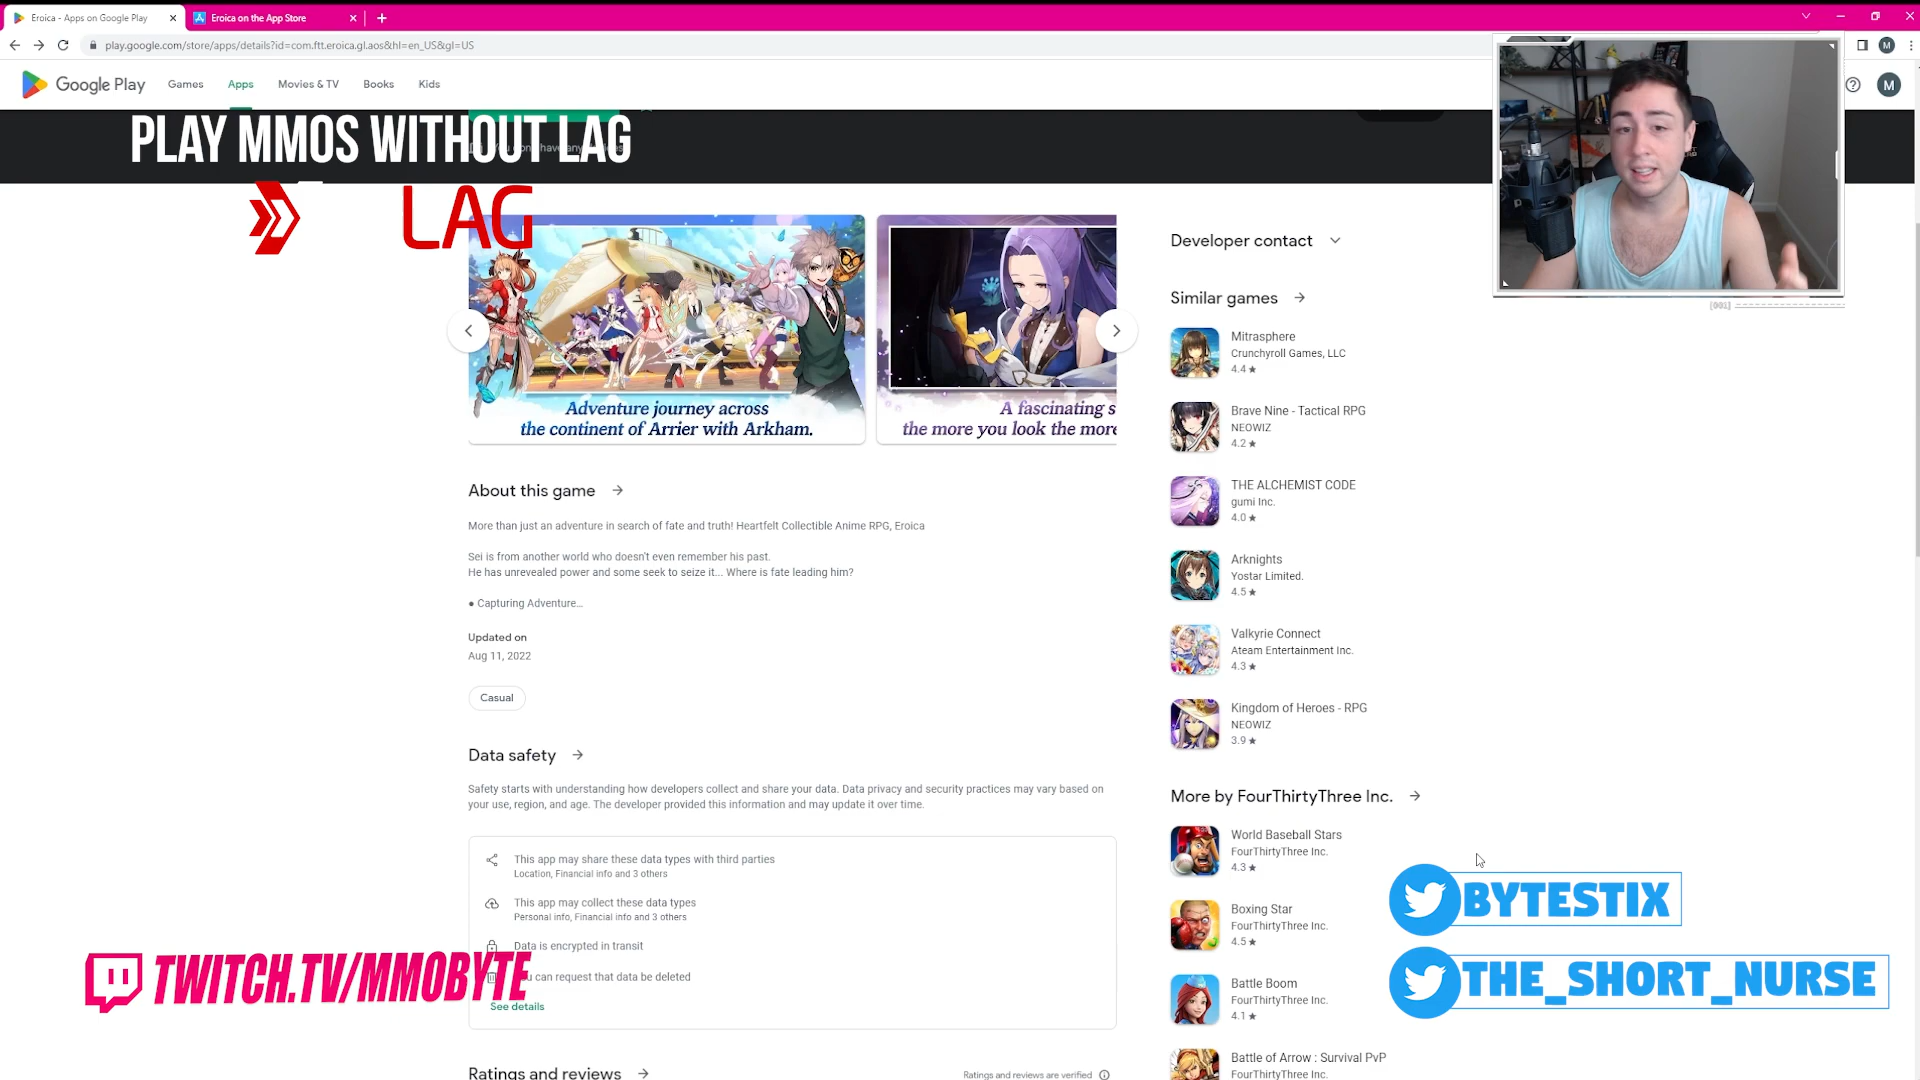 Eroica - Apps on Google Play
Eroica on the App Store
play.google.com/store/apps/details?id=com.ftt.eroica.gl.aos&hl=en_US&gl=US
M
Google Play
Games
Apps
Movies & TV
Books
Kids
M
PLAY MMOS WITHOUT LAG
LAG
Adventure journey across
the continent of Arrier with Arkham.
A fascinating s
the more you look the more
[001]
About this game
More than just an adventure in search of fate and truth! Heartfelt Collectible Anime RPG, Eroica
Sei is from another world who doesn't even remember his past.
He has unrevealed power and some seek to seize it... Where is fate leading him?
● Capturing Adventure...
Updated on
Aug 11, 2022
Casual
Data safety
Safety starts with understanding how developers collect and share your data. Data privacy and security practices may vary based on
your use, region, and age. The developer provided this information and may update it over time.
This app may share these data types with third parties
Location, Financial info and 3 others
This app may collect these data types
Personal info, Financial info and 3 others
Data is encrypted in transit
can request that data be deleted
See details
Ratings and reviews
Ratings and reviews are verified
Developer contact
Similar games
Mitrasphere
Crunchyroll Games, LLC
4.4 ★
Brave Nine - Tactical RPG
NEOWIZ
4.2 ★
THE ALCHEMIST CODE
gumi Inc.
4.0 ★
Arknights
Yostar Limited.
4.5 ★
Valkyrie Connect
Ateam Entertainment Inc.
4.3 ★
Kingdom of Heroes - RPG
NEOWIZ
3.9 ★
More by FourThirtyThree Inc.
World Baseball Stars
FourThirtyThree Inc.
4.3 ★
Boxing Star
FourThirtyThree Inc.
4.5 ★
Battle Boom
FourThirtyThree Inc.
4.1 ★
Battle of Arrow : Survival PvP
FourThirtyThree Inc.
TWITCH.TV/MMOBYTE
BYTESTIX
THE_SHORT_NURSE